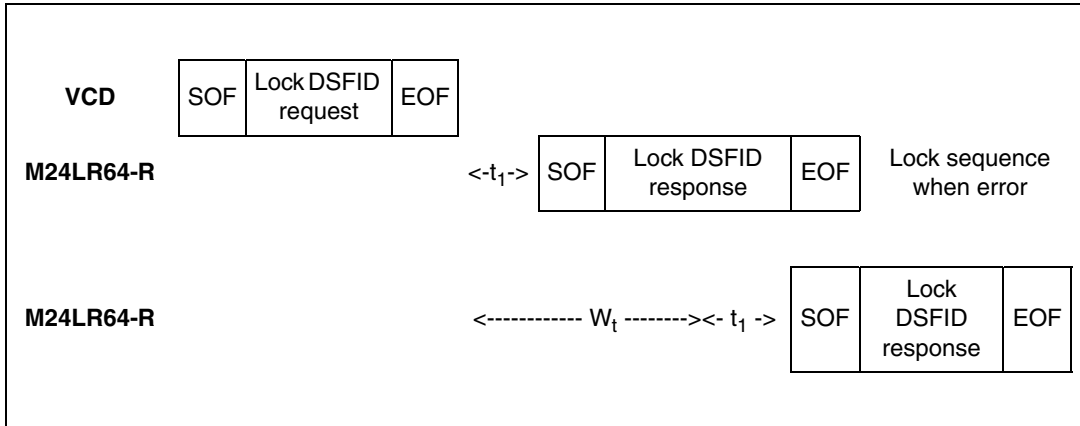 VCD SOF Lock DSFID request EOF
M24LR64-R <-t1-> SOF Lock DSFID response EOF Lock sequence when error
M24LR64-R <------------ Wt --------><- t1 -> SOF Lock DSFID response EOF